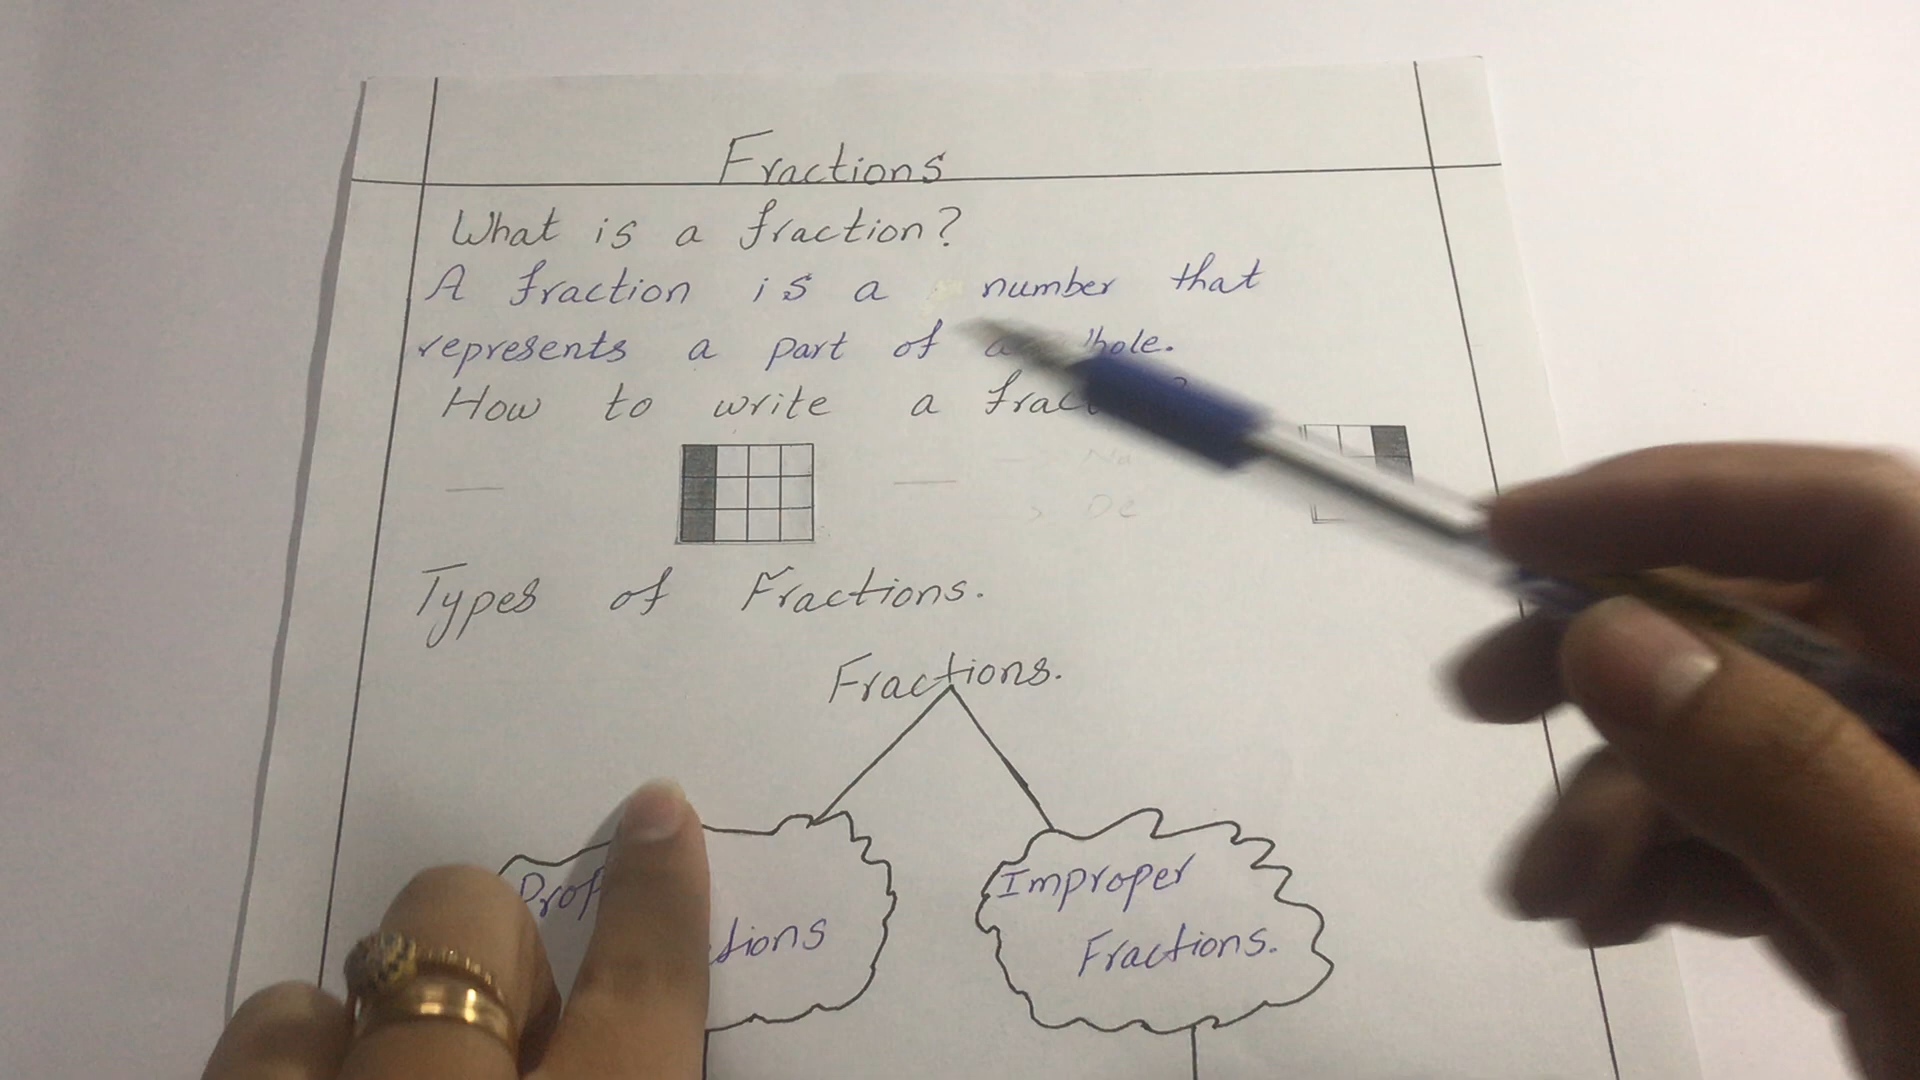 Fractions
What is a fraction?
A fraction is a number that
represents a part of a
How to write a
Types of Fractions.
Fractions.
Improper
Fractions.